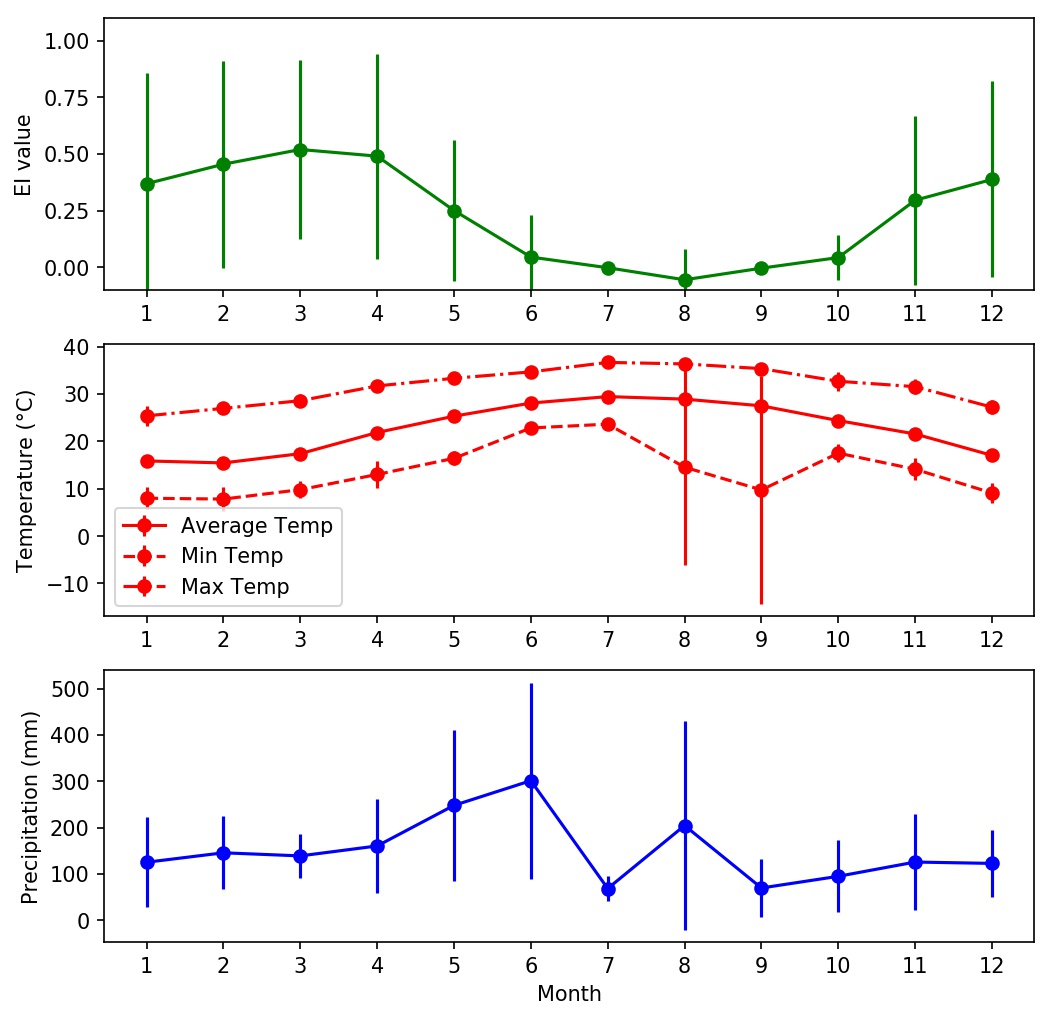 EI value
1.00
0.75
0.50
0.25
0.00
1 2 3 4 5 6 7 8 9 10 11 12
Temperature (°C)
40
30
20
10
0
−10
Average Temp
Min Temp
Max Temp
1 2 3 4 5 6 7 8 9 10 11 12
Precipitation (mm)
500
400
300
200
100
0
1 2 3 4 5 6 7 8 9 10 11 12
Month